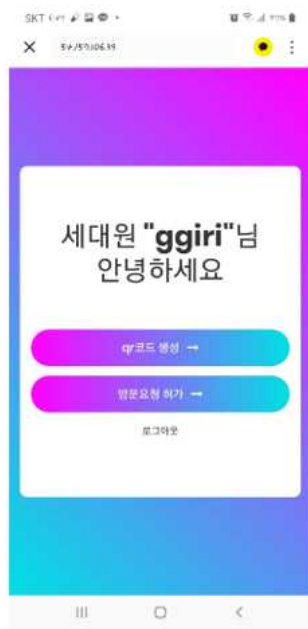 SKT
세대원 "ggiri"님
안녕하세요
qr코드 생성 →
방문요청 허가 →
로그아웃